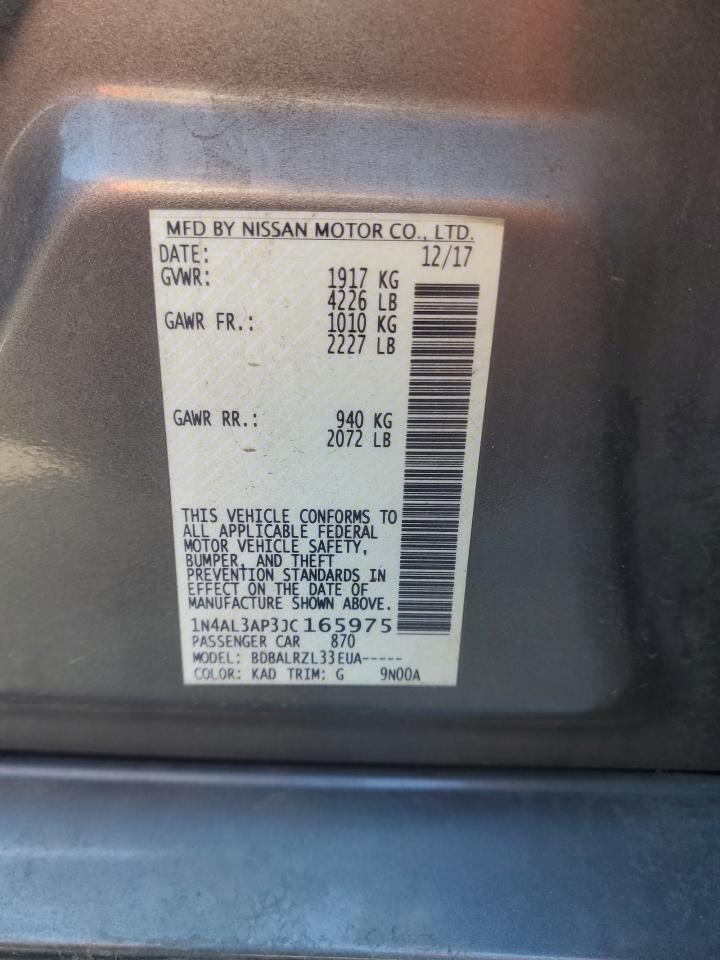 MFD BY NISSAN MOTOR CO., LTD.
DATE: 12/17
GVWR: 1917 KG
4226 LB
GAWR FR.: 1010 KG
2227 LB
GAWR RR.: 940 KG
2072 LB
THIS VEHICLE CONFORMS TO
ALL APPLICABLE FEDERAL
MOTOR VEHICLE SAFETY,
BUMPER, AND THEFT
PREVENTION STANDARDS IN
EFFECT ON THE DATE OF
MANUFACTURE SHOWN ABOVE.
1N4AL3AP3JC165975
PASSENGER CAR 870
MODEL: BDBALRZL33EUA-----
COLOR: KAD TRIM: G 9N00A